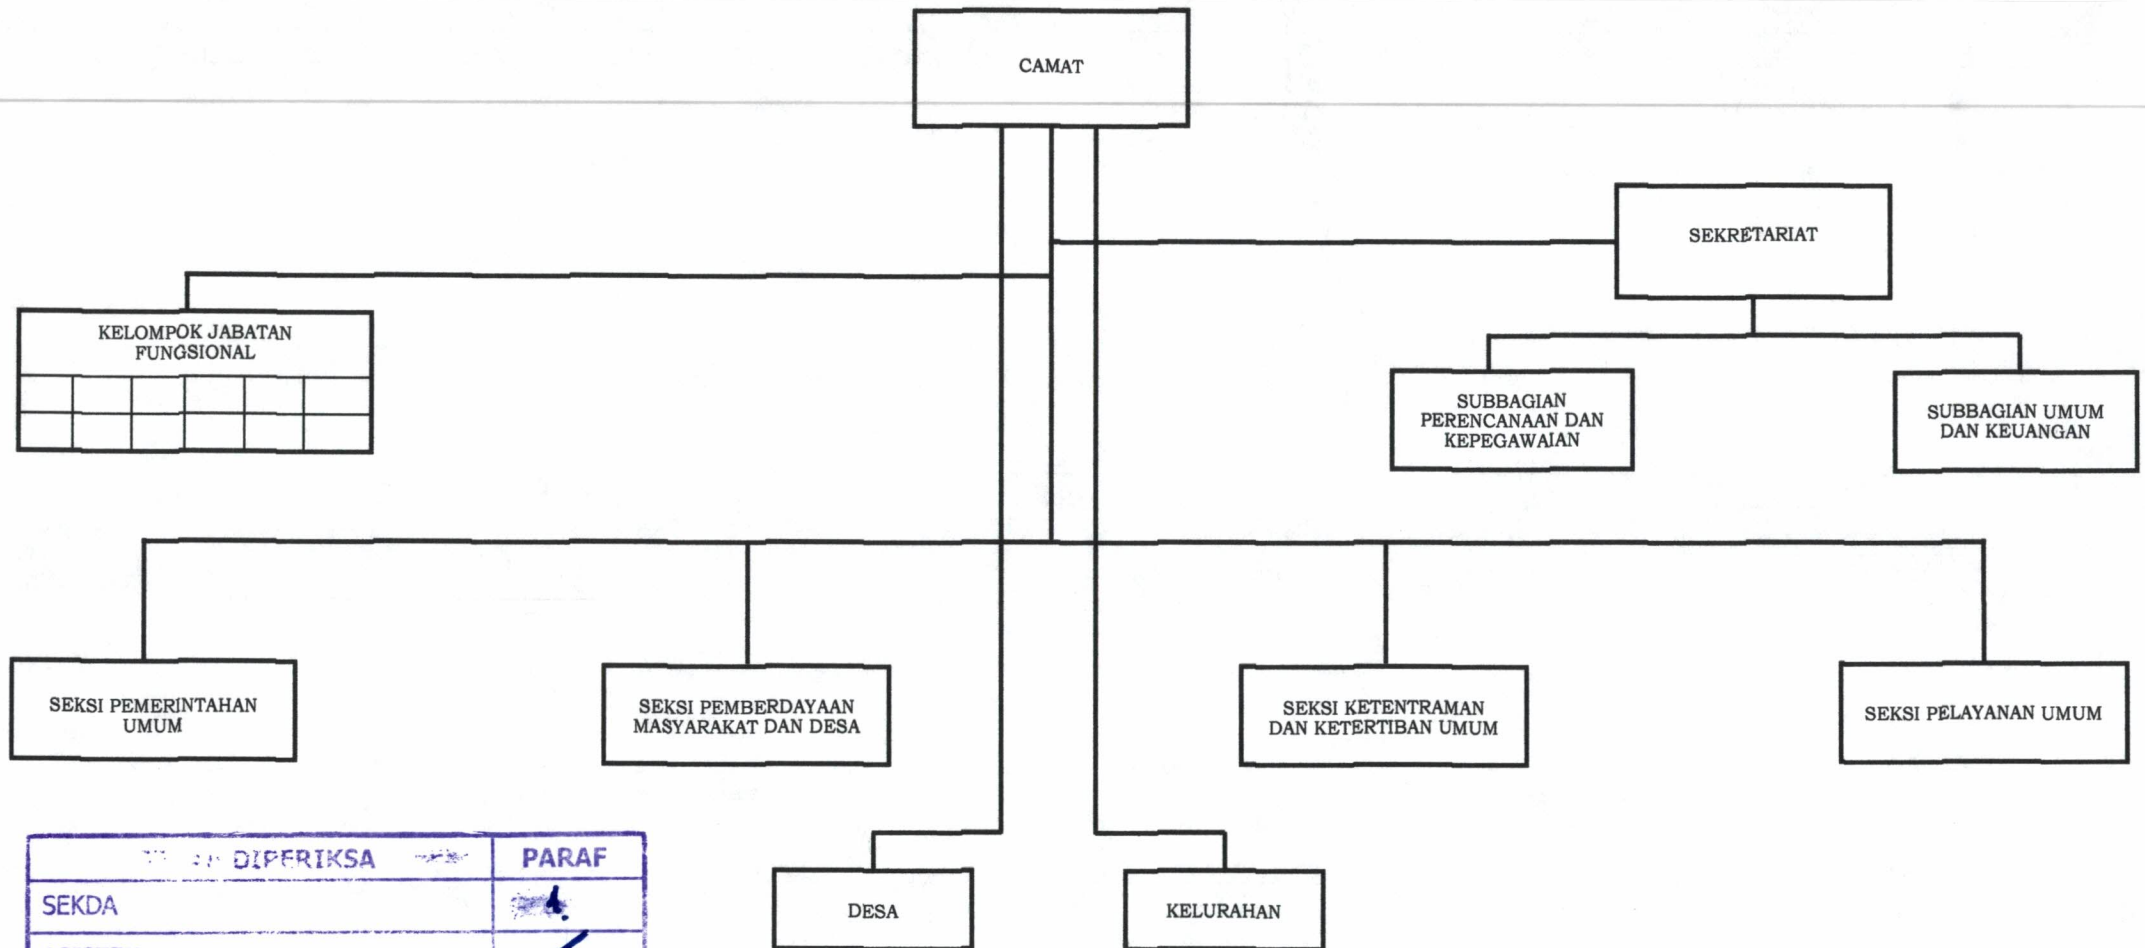 CAMAT
SEKRETARIAT
KELOMPOK JABATAN
FUNGSIONAL
SUBBAGIAN
PERENCANAAN DAN
KEPEGAWAIAN
SUBBAGIAN UMUM
DAN KEUANGAN
SEKSI PEMERINTAHAN
UMUM
SEKSI PEMBERDAYAAN
MASYARAKAT DAN DESA
SEKSI KETENTRAMAN
DAN KETERTIBAN UMUM
SEKSI PELAYANAN UMUM
DIPERIKSA
PARAF
SEKDA
DESA
KELURAHAN